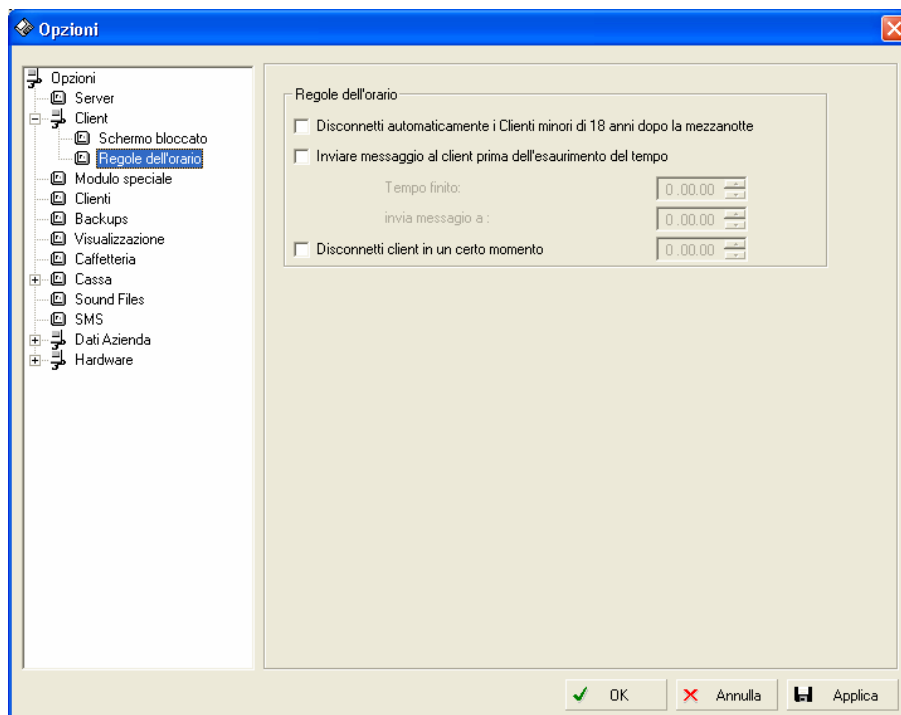 Opzioni
Opzioni
Server
Client
Schermo bloccato
Regole dell'orario
Modulo speciale
Clienti
Backups
Visualizzazione
Caffetteria
Cassa
Sound Files
SMS
Dati Azienda
Hardware
Regole dell'orario
Disconnetti automaticamente i Clienti minori di 18 anni dopo la mezzanotte
Inviare messaggio al client prima dell'esaurimento del tempo
Tempo finito: 0 .00.00
invia messagio a : 0 .00.00
Disconnetti client in un certo momento 0 .00.00
OK Annulla Applica